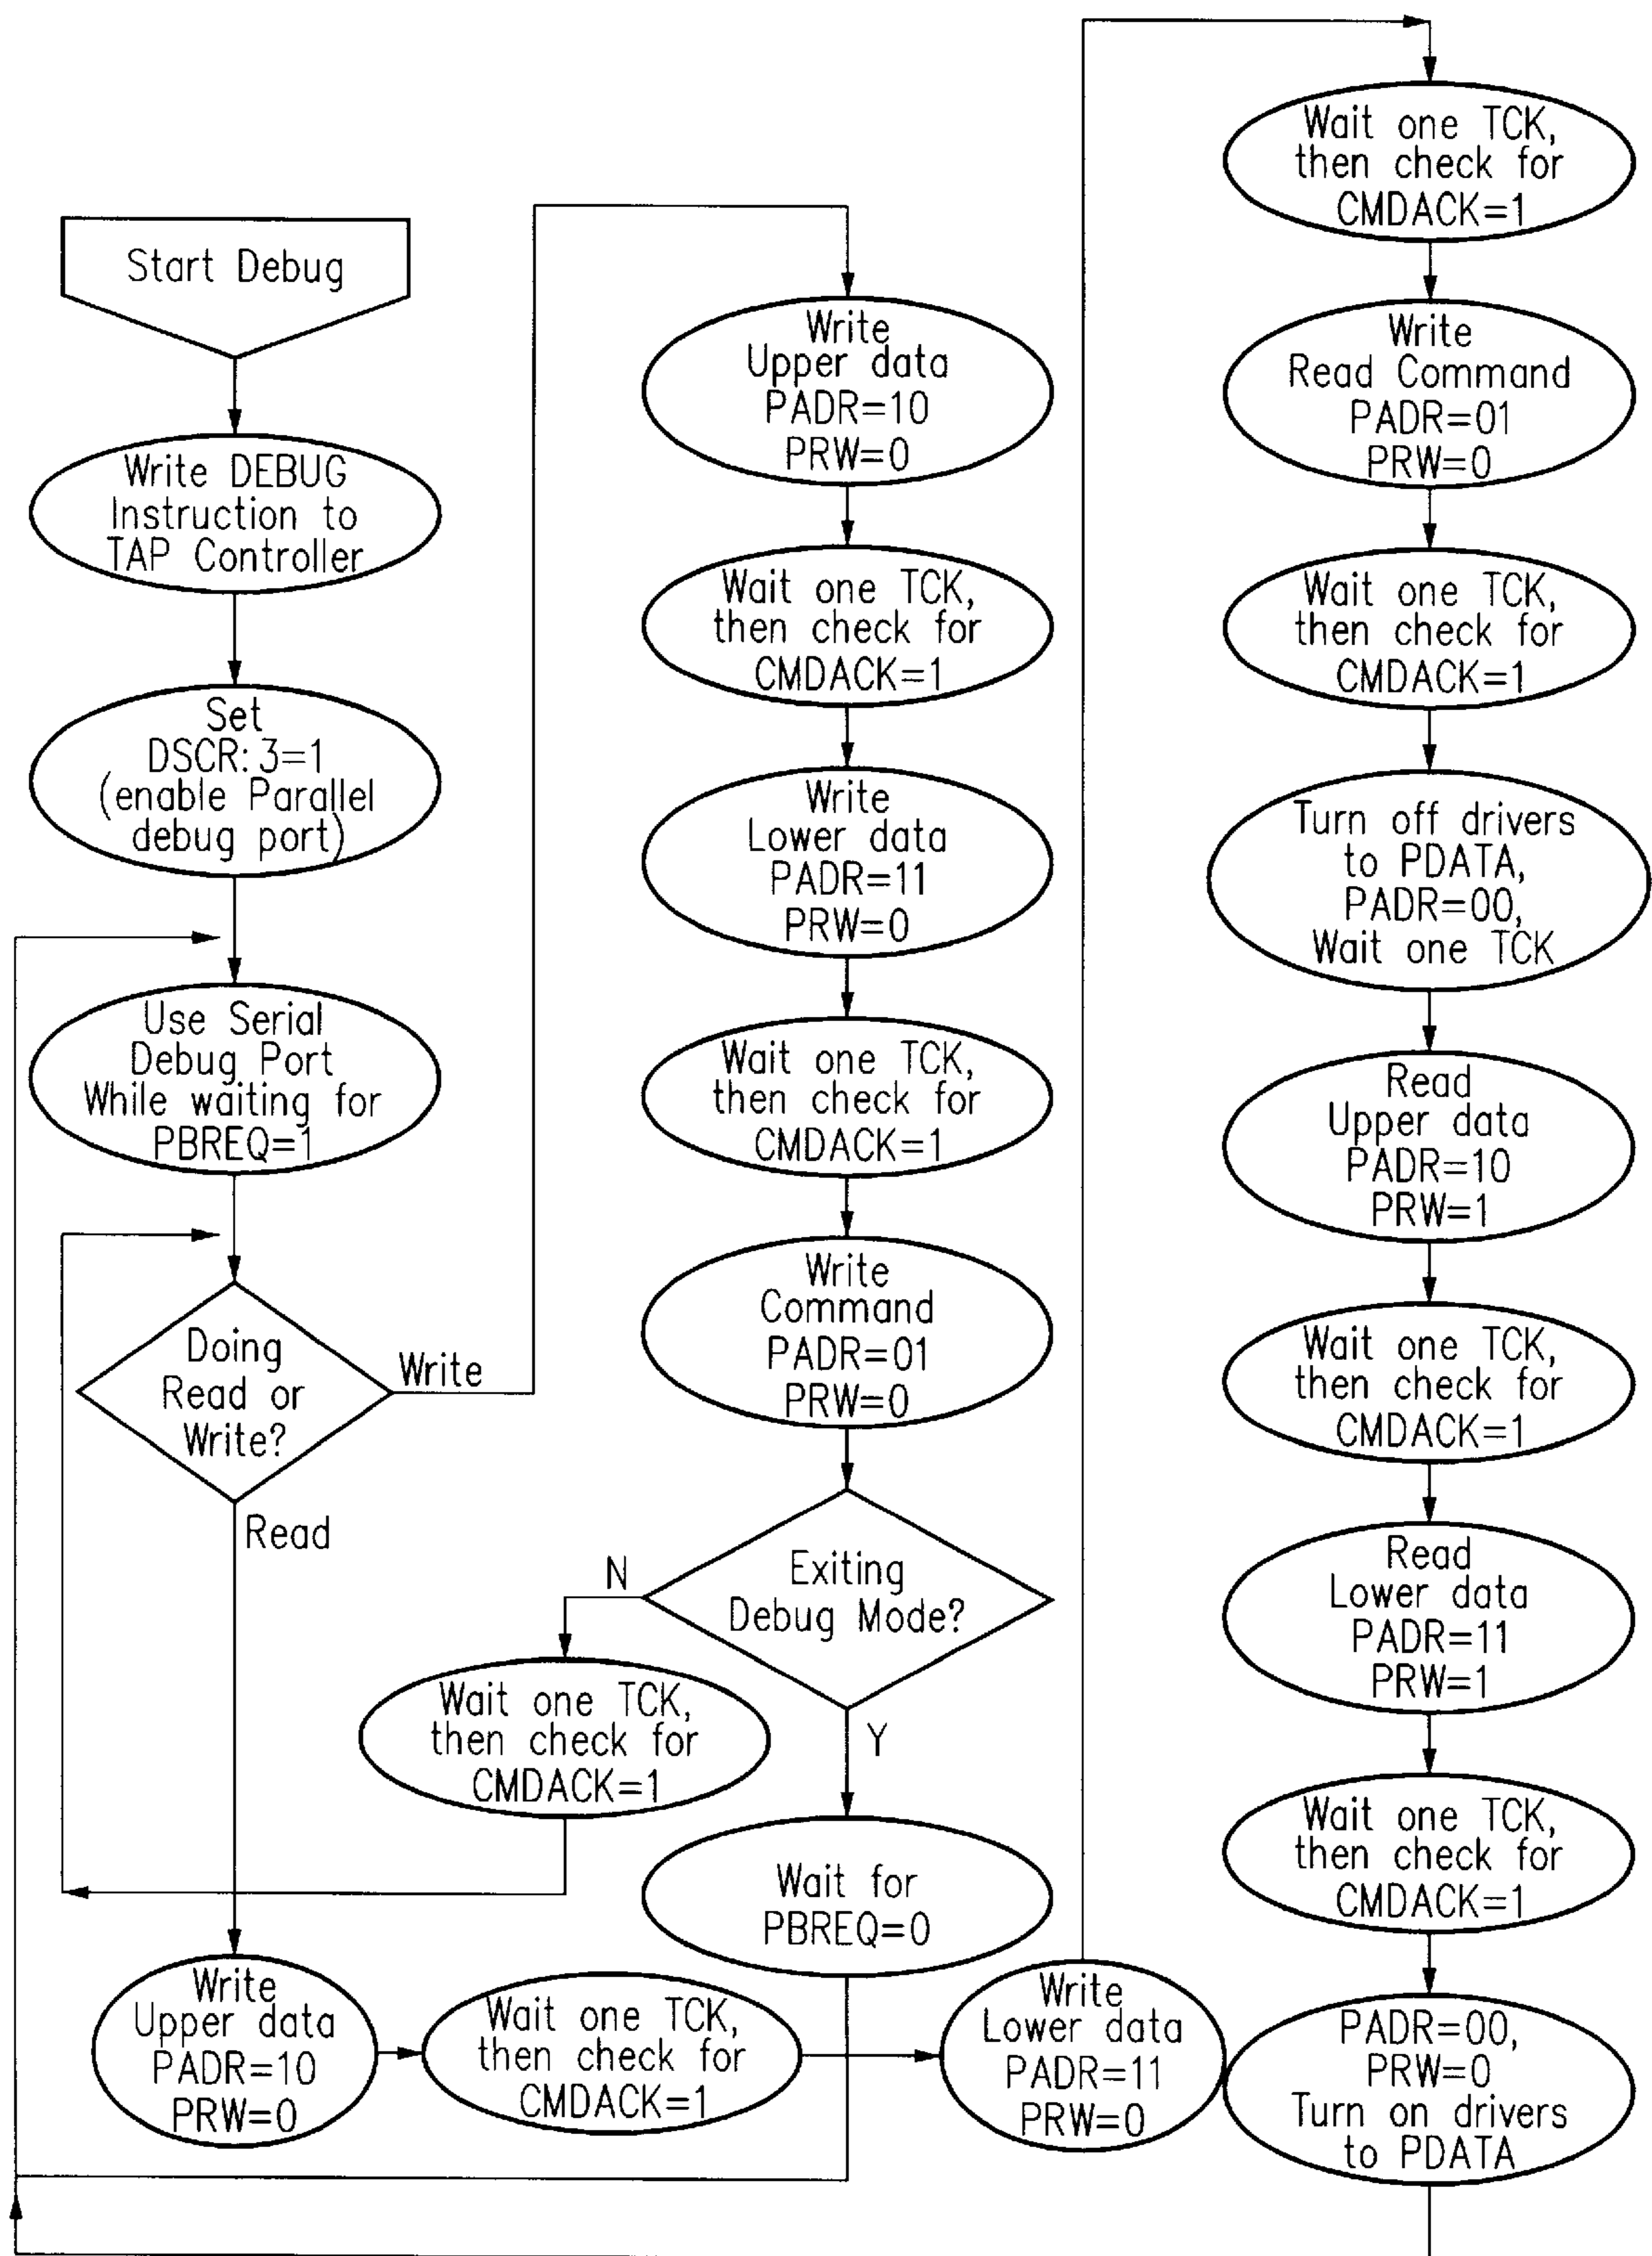 Start Debug
Write DEBUG
Instruction to
TAP Controller
Set
DSCR:3=1
(enable Parallel
debug port)
Use Serial
Debug Port
While waiting for
PBREQ=1
Doing
Read or
Write?
Write
Read
Write
Upper data
PADR=10
PRW=0
Wait one TCK,
then check for
CMDACK=1
Write
Lower data
PADR=11
PRW=0
Wait one TCK,
then check for
CMDACK=1
Write
Command
PADR=01
PRW=0
Exiting
Debug Mode?
N
Y
Wait one TCK,
then check for
CMDACK=1
Wait for
PBREQ=0
Write
Upper data
PADR=10
PRW=0
Wait one TCK,
then check for
CMDACK=1
Write
Lower data
PADR=11
PRW=0
Wait one TCK,
then check for
CMDACK=1
Write
Read Command
PADR=01
PRW=0
Wait one TCK,
then check for
CMDACK=1
Turn off drivers
to PDATA,
PADR=00,
Wait one TCK
Read
Upper data
PADR=10
PRW=1
Wait one TCK,
then check for
CMDACK=1
Read
Lower data
PADR=11
PRW=1
Wait one TCK,
then check for
CMDACK=1
PADR=00,
PRW=0
Turn on drivers
to PDATA